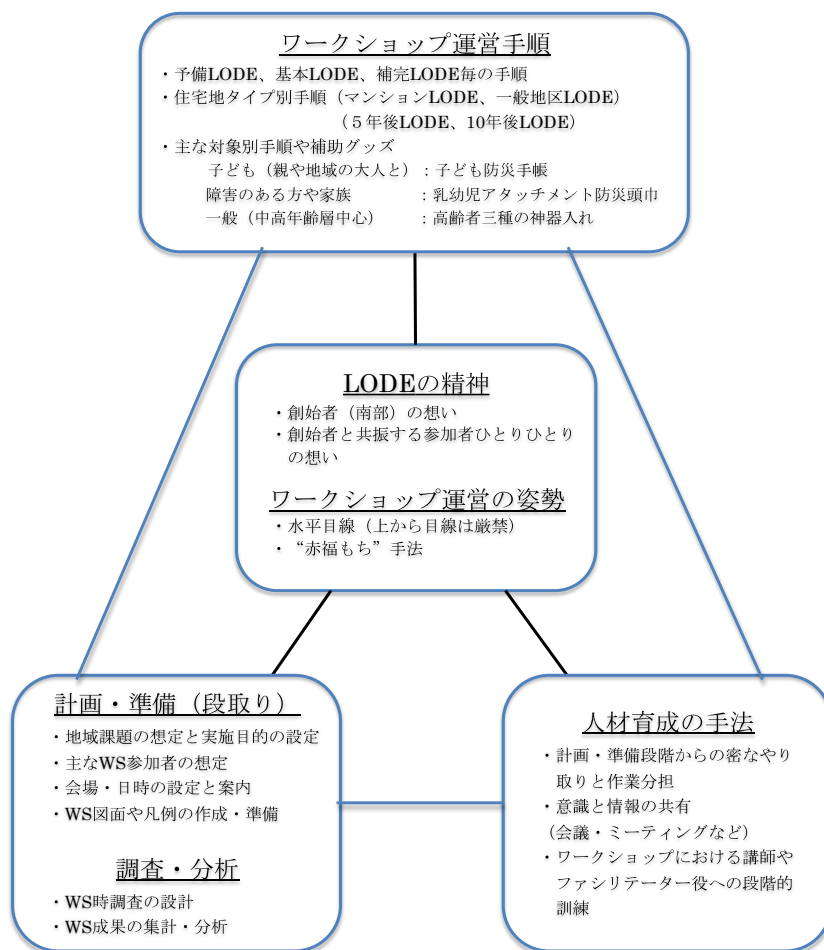 ワークショップ運営手順
・予備LODE、基本LODE、補完LODE毎の手順
・住宅地タイプ別手順（マンションLODE、一般地区LODE）
（５年後LODE、10年後LODE）
・主な対象別手順や補助グッズ
子ども（親や地域の大人と）：子ども防災手帳
障害のある方や家族　　　　：乳幼児アタッチメント防災頭巾
一般（中高年齢層中心）　　：高齢者三種の神器入れ
LODEの精神
・創始者（南部）の想い
・創始者と共振する参加者ひとりひとり
の想い
ワークショップ運営の姿勢
・水平目線（上から目線は厳禁）
・“赤福もち”手法
計画・準備（段取り）
・地域課題の想定と実施目的の設定
・主なWS参加者の想定
・会場・日時の設定と案内
・WS図面や凡例の作成・準備
調査・分析
・WS時調査の設計
・WS成果の集計・分析
人材育成の手法
・計画・準備段階からの密なやり
取りと作業分担
・意識と情報の共有
（会議・ミーティングなど）
・ワークショップにおける講師や
ファシリテーター役への段階的
訓練